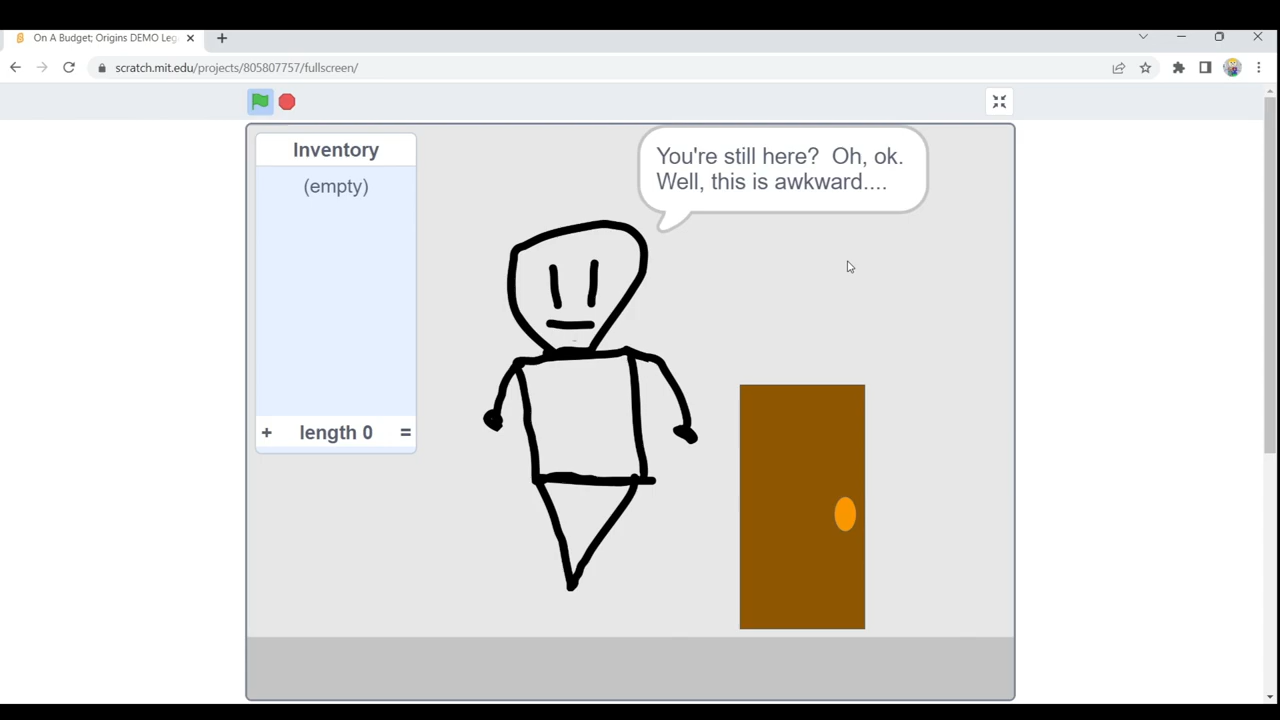 On A Budget; Origins DEMO Leg
scratch.mit.edu/projects/805807757/fullscreen/
Inventory
(empty)
+ length 0 =
You're still here?  Oh, ok.
Well, this is awkward....